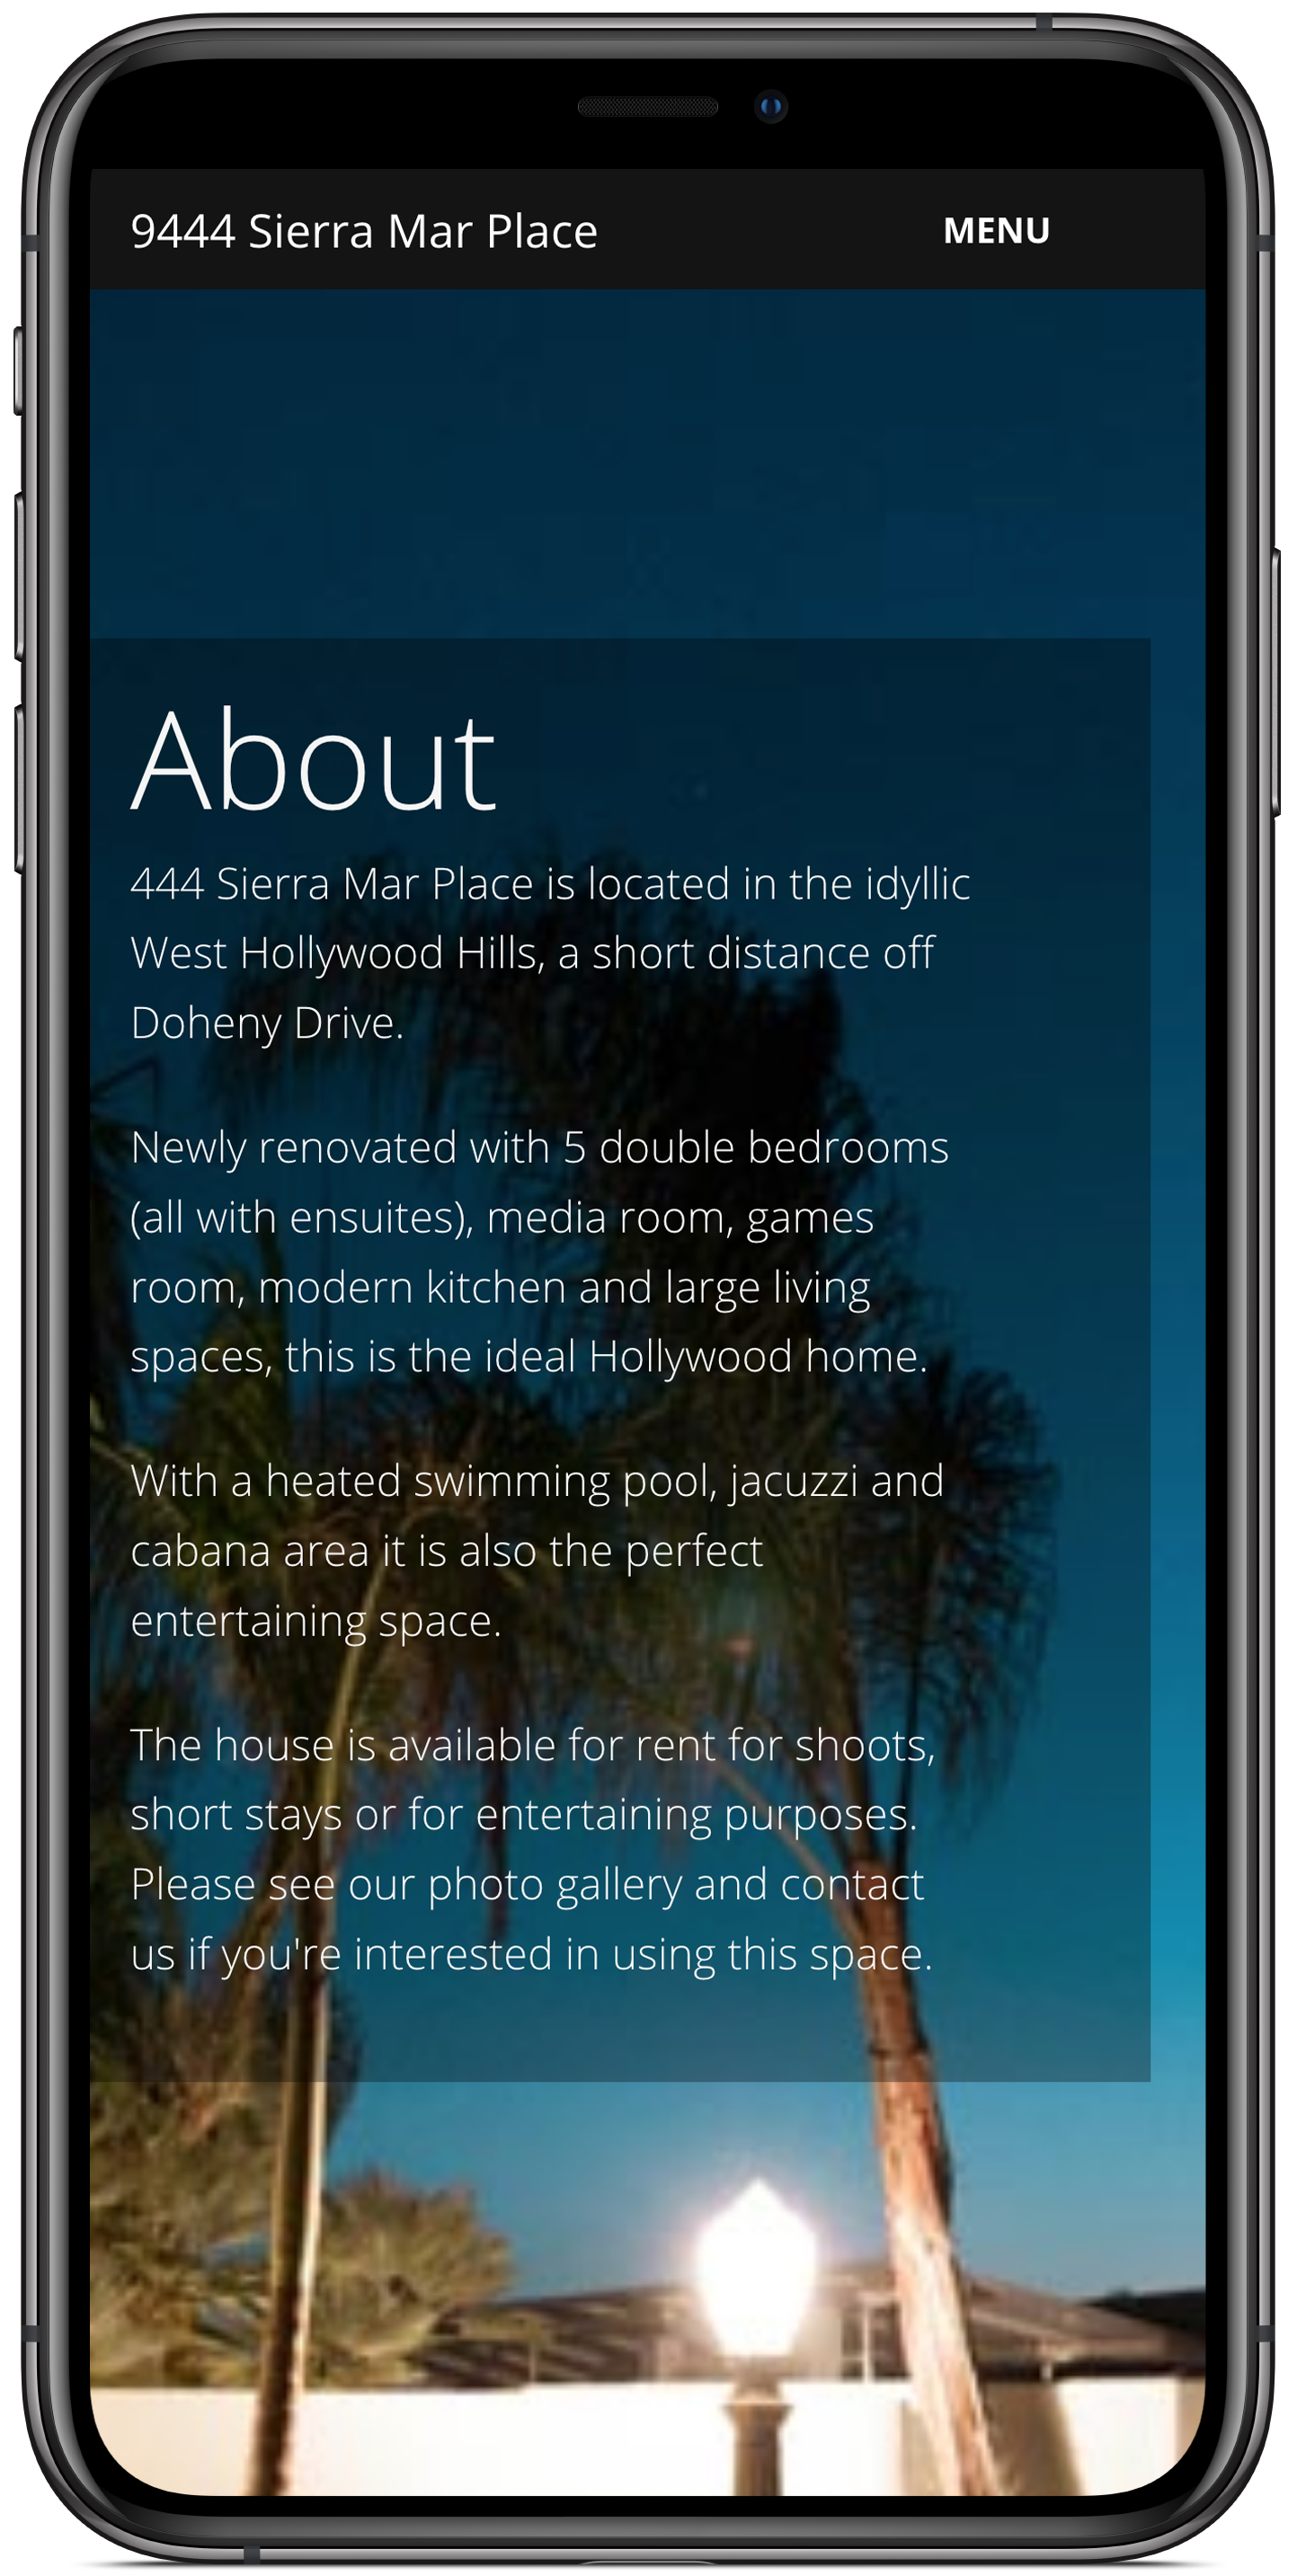 9444 Sierra Mar Place
MENU
About
444 Sierra Mar Place is located in the idyllic
West Hollywood Hills, a short distance off
Doheny Drive.
Newly renovated with 5 double bedrooms
(all with ensuites), media room, games
room, modern kitchen and large living
spaces, this is the ideal Hollywood home.
With a heated swimming pool, jacuzzi and
cabana area it is also the perfect
entertaining space.
The house is available for rent for shoots,
short stays or for entertaining purposes.
Please see our photo gallery and contact
us if you're interested in using this space.